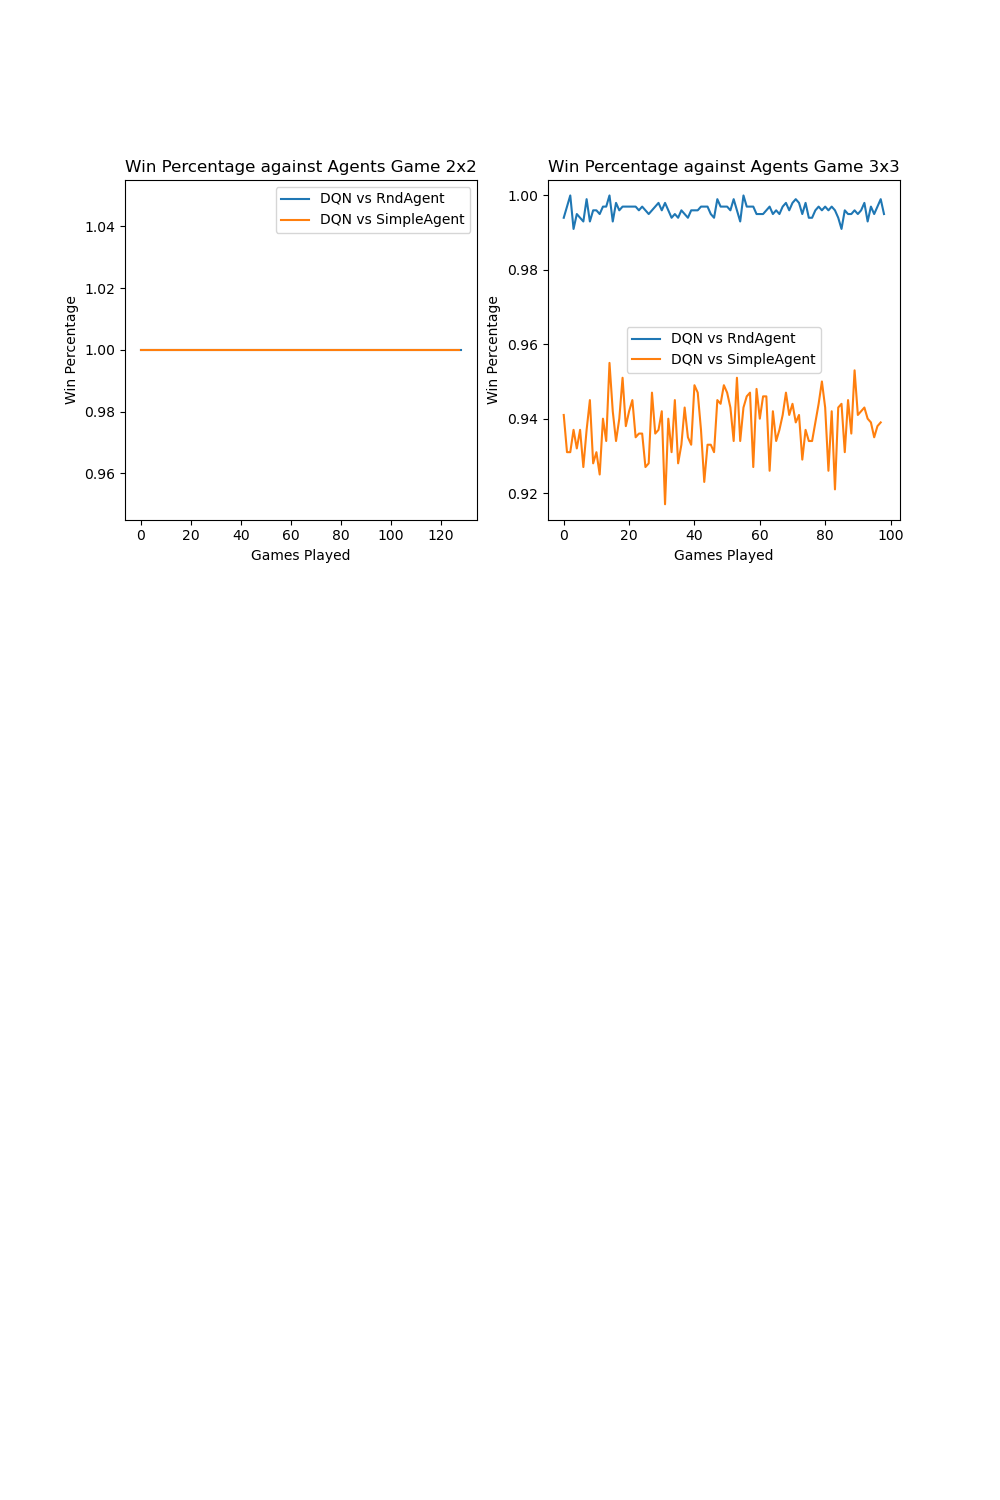 Win Percentage against Agents Game 2x2
DQN vs RndAgent
DQN vs SimpleAgent
1.04
1.02
1.00
0.98
0.96
Win Percentage
0 20 40 60 80 100 120
Games Played
Win Percentage against Agents Game 3x3
1.00
0.98
0.96
0.94
0.92
Win Percentage
DQN vs RndAgent
DQN vs SimpleAgent
0 20 40 60 80 100
Games Played